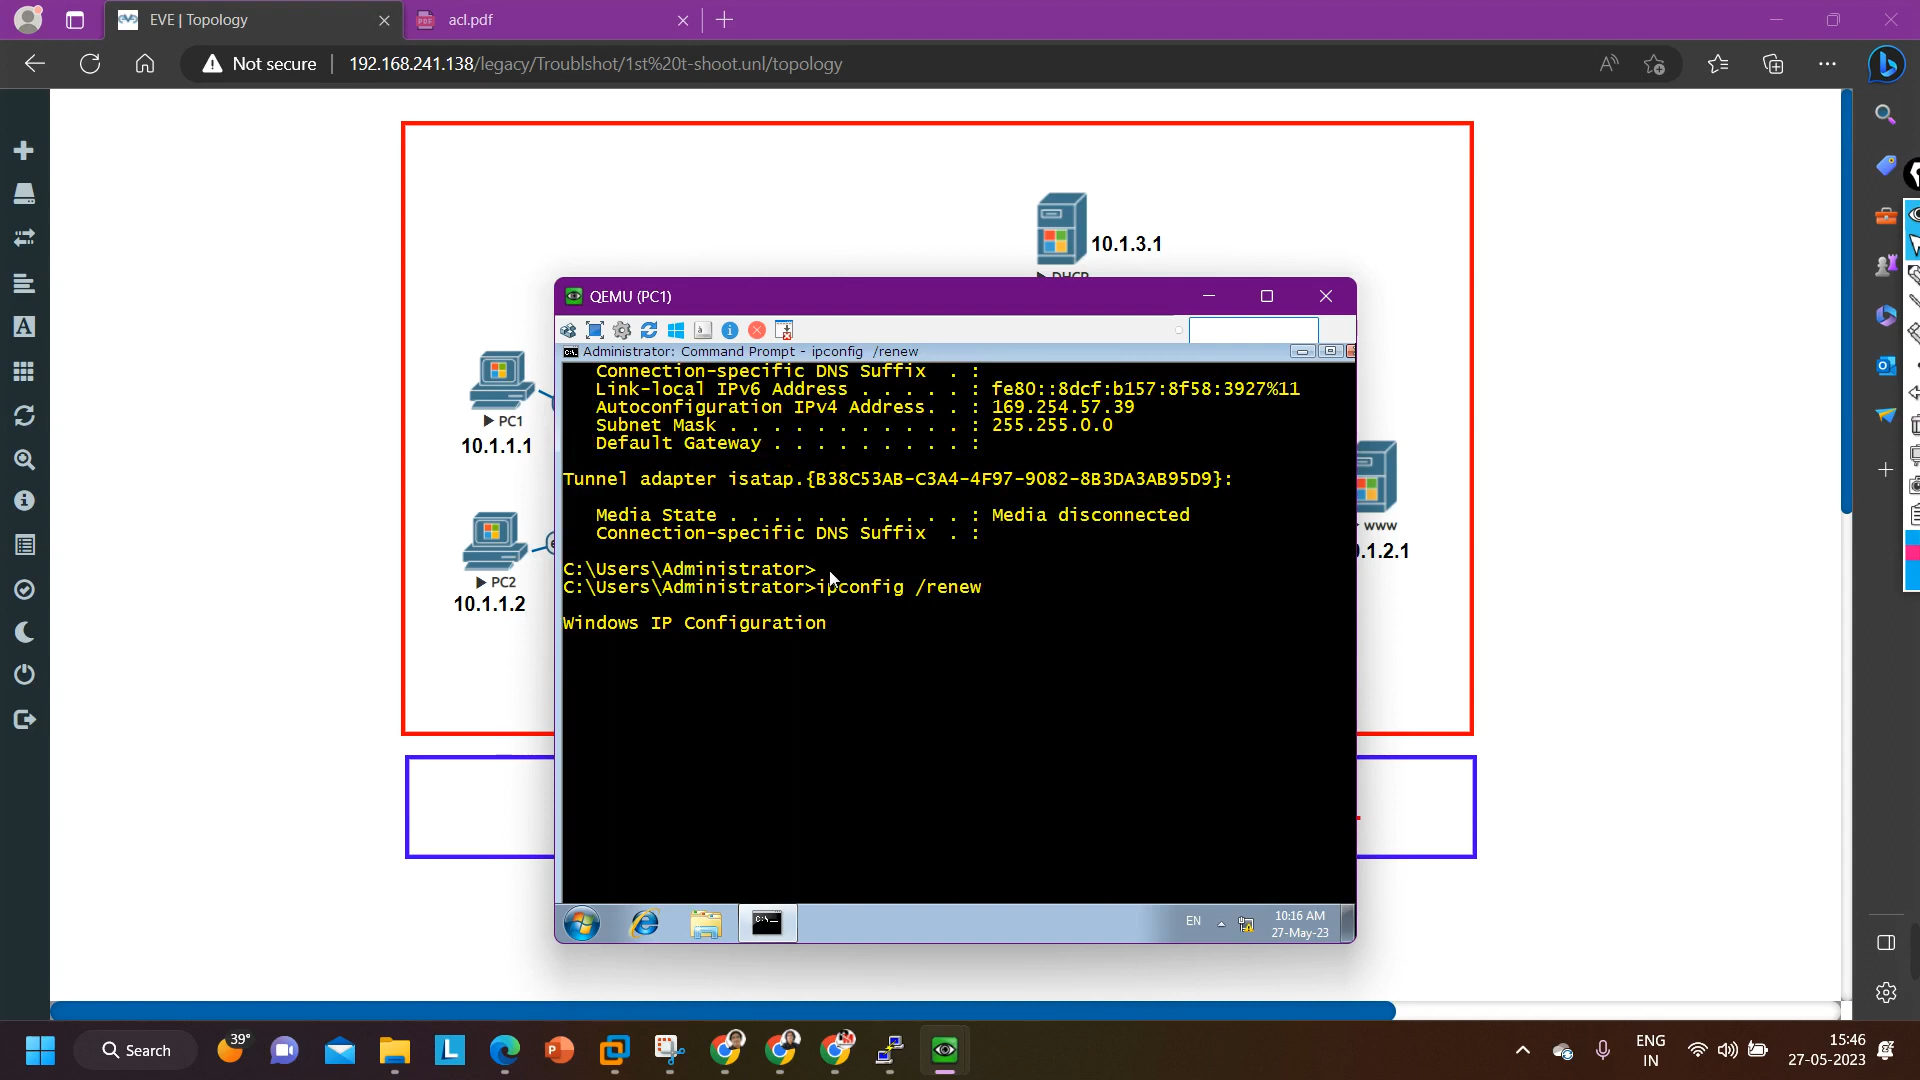 EVE | Topology
acl.pdf
Not secure
192.168.241.138/legacy/Troublshot/1st%20t-shoot.unl/topology
10.1.3.1
QEMU (PC1)
Administrator: Command Prompt - ipconfig /renew
Connection-specific DNS Suffix . :
Link-local IPv6 Address . . . . . : fe80::8dcf:b157:8f58:3927%11
Autoconfiguration IPv4 Address. . : 169.254.57.39
Subnet Mask . . . . . . . . . . . : 255.255.0.0
Default Gateway . . . . . . . . . :
Tunnel adapter isatap.{B38C53AB-C3A4-4F97-9082-8B3DA3AB95D9}:
Media State . . . . . . . . . . . : Media disconnected
Connection-specific DNS Suffix . :
C:\Users\Administrator>
C:\Users\Administrator>ipconfig /renew
Windows IP Configuration
PC1
10.1.1.1
PC2
10.1.1.2
www
.1.2.1
EN
10:16 AM
27-May-23
39°
Search
ENG
IN
15:46
27-05-2023